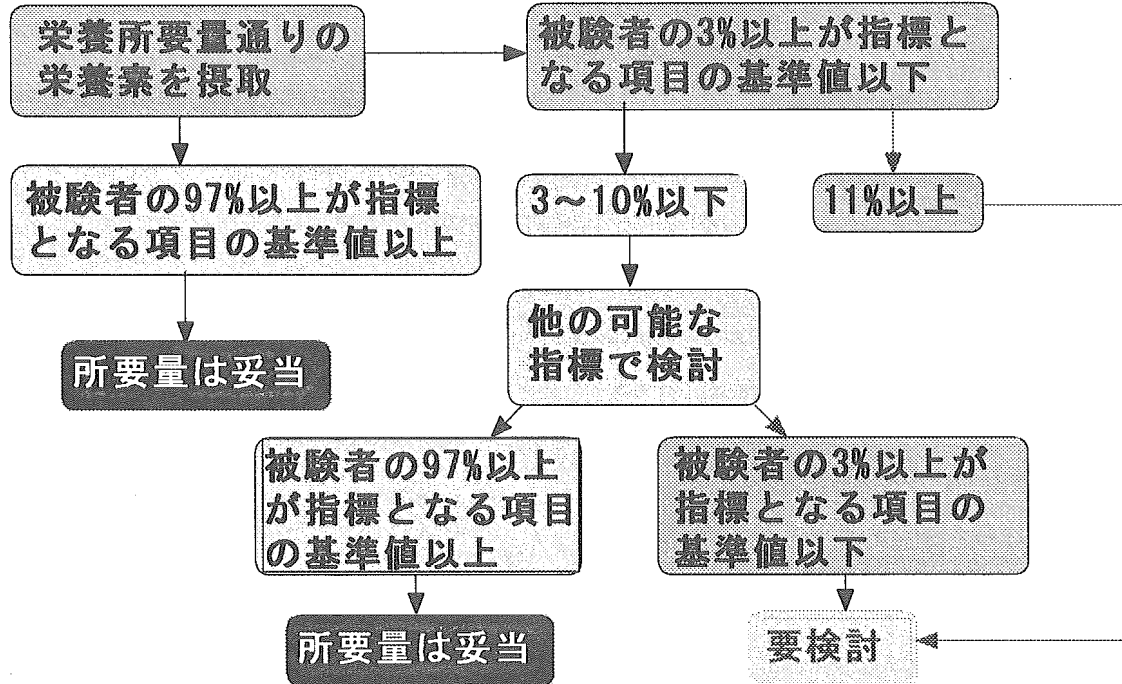 栄養所要量通りの
栄養素を摂取
被験者の3%以上が指標と
なる項目の基準値以下
被験者の97%以上が指標
となる項目の基準値以上
3～10%以下
11%以上
所要量は妥当
他の可能な
指標で検討
被験者の97%以上
が指標となる項目
の基準値以上
被験者の3%以上が
指標となる項目の
基準値以下
所要量は妥当
要検討